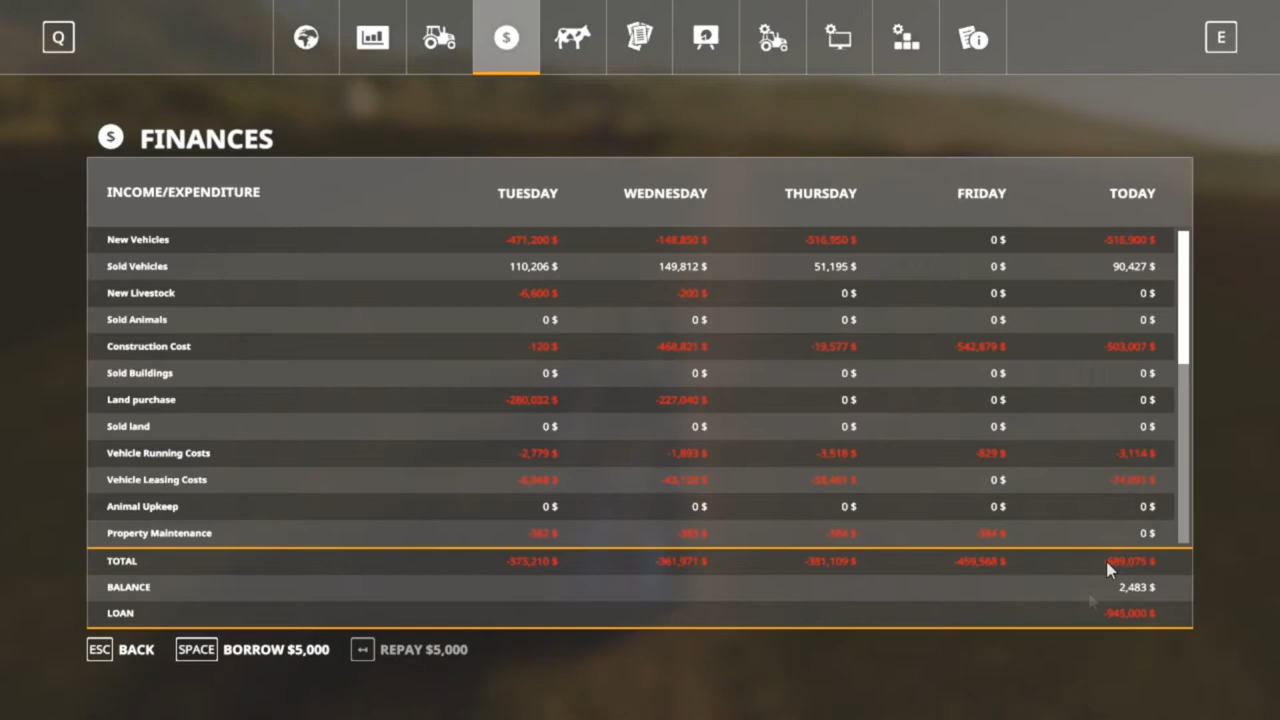 Q
E
FINANCES
INCOME/EXPENDITURE TUESDAY WEDNESDAY THURSDAY FRIDAY TODAY
New Vehicles -471,200 $ -148,850 $ -516,950 $ 0 $ -516,900 $
Sold Vehicles 110,206 $ 149,812 $ 51,195 $ 0 $ 90,427 $
New Livestock -6,600 $ -200 $ 0 $ 0 $ 0 $
Sold Animals 0 $ 0 $ 0 $ 0 $ 0 $
Construction Cost -120 $ -468,821 $ -19,577 $ -542,879 $ -503,007 $
Sold Buildings 0 $ 0 $ 0 $ 0 $ 0 $
Land purchase -280,032 $ -227,040 $ 0 $ 0 $ 0 $
Sold land 0 $ 0 $ 0 $ 0 $ 0 $
Vehicle Running Costs -2,779 $ -1,893 $ -3,518 $ -829 $ -3,114 $
Vehicle Leasing Costs 0 $
Animal Upkeep 0 $ 0 $ 0 $ 0 $ 0 $
Property Maintenance 0 $
TOTAL -575,210 $ -361,971 $ -381,109 $ -459,568 $
BALANCE 2,483 $
LOAN -945,000 $
ESC BACK SPACE BORROW $5,000 REPAY $5,000